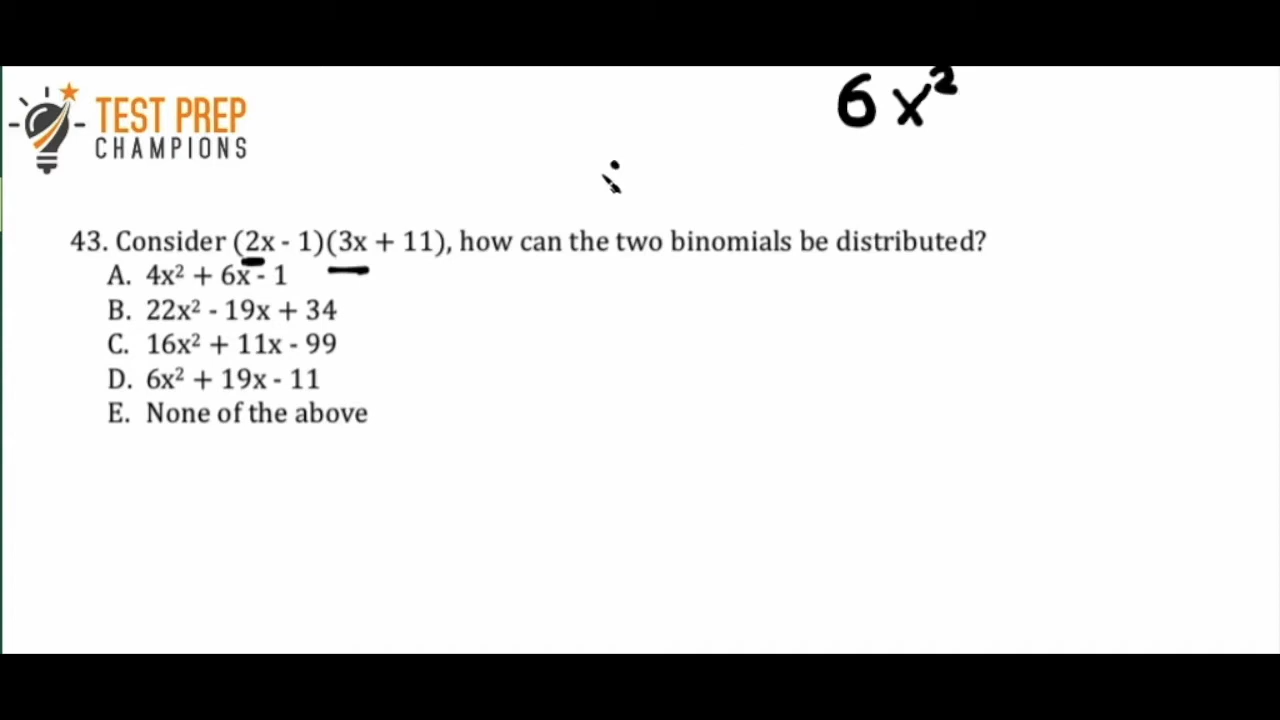 6x²
TEST PREP
CHAMPIONS
43. Consider (2x - 1)(3x + 11), how can the two binomials be distributed?
A. 4x² + 6x - 1
B. 22x² - 19x + 34
C. 16x² + 11x - 99
D. 6x² + 19x - 11
E. None of the above